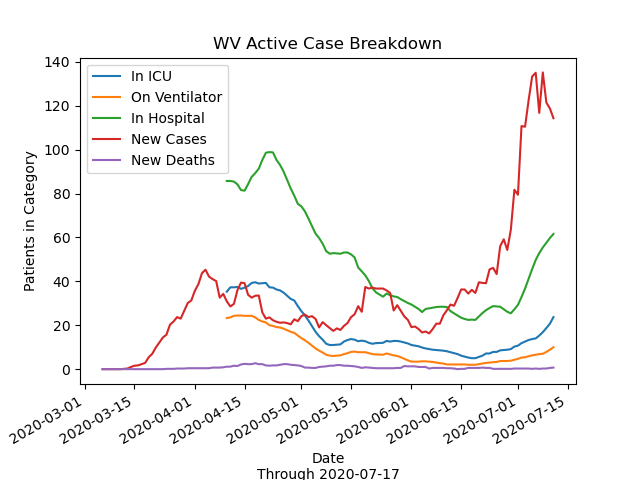 WV Active Case Breakdown
140
120
100
80
60
40
20
0
Patients in Category
In ICU
On Ventilator
In Hospital
New Cases
New Deaths
2020-03-01
2020-03-15
2020-04-01
2020-04-15
2020-05-01
2020-05-15
2020-06-01
2020-06-15
2020-07-01
2020-07-15
Date
Through 2020-07-17